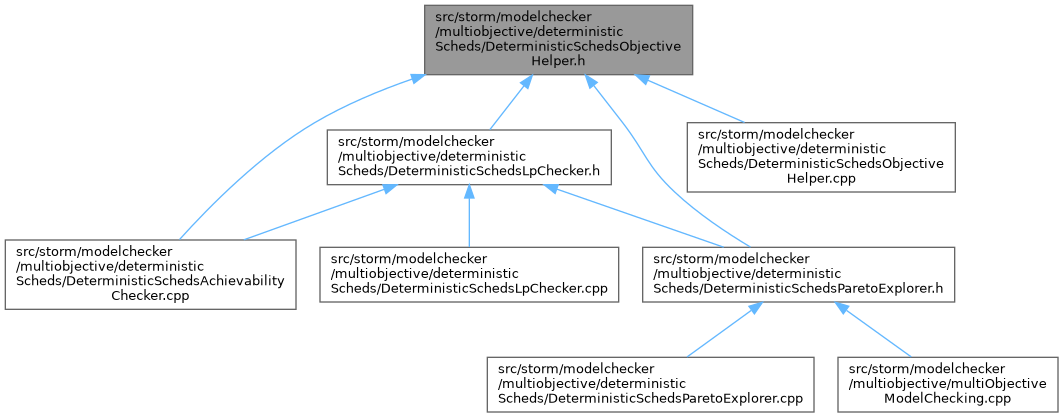 src/storm/modelchecker
/multiobjective/deterministic
Scheds/DeterministicSchedsObjective
Helper.h
src/storm/modelchecker
/multiobjective/deterministic
Scheds/DeterministicSchedsLpChecker.h
src/storm/modelchecker
/multiobjective/deterministic
Scheds/DeterministicSchedsObjective
Helper.cpp
src/storm/modelchecker
/multiobjective/deterministic
Scheds/DeterministicSchedsAchievability
Checker.cpp
src/storm/modelchecker
/multiobjective/deterministic
Scheds/DeterministicSchedsLpChecker.cpp
src/storm/modelchecker
/multiobjective/deterministic
Scheds/DeterministicSchedsParetoExplorer.h
src/storm/modelchecker
/multiobjective/deterministic
Scheds/DeterministicSchedsParetoExplorer.cpp
src/storm/modelchecker
/multiobjective/multiObjective
ModelChecking.cpp